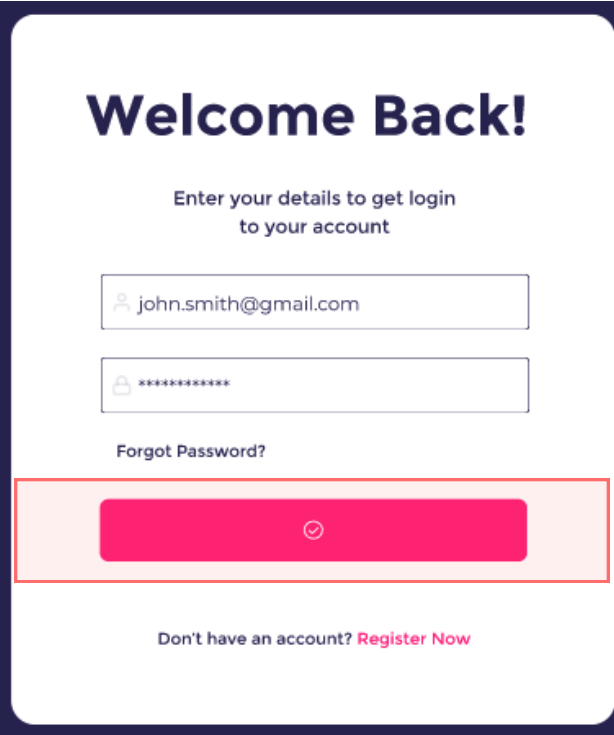 Welcome Back!
Enter your details to get login
to your account
john.smith@gmail.com
************
Forgot Password?
Don't have an account? Register Now